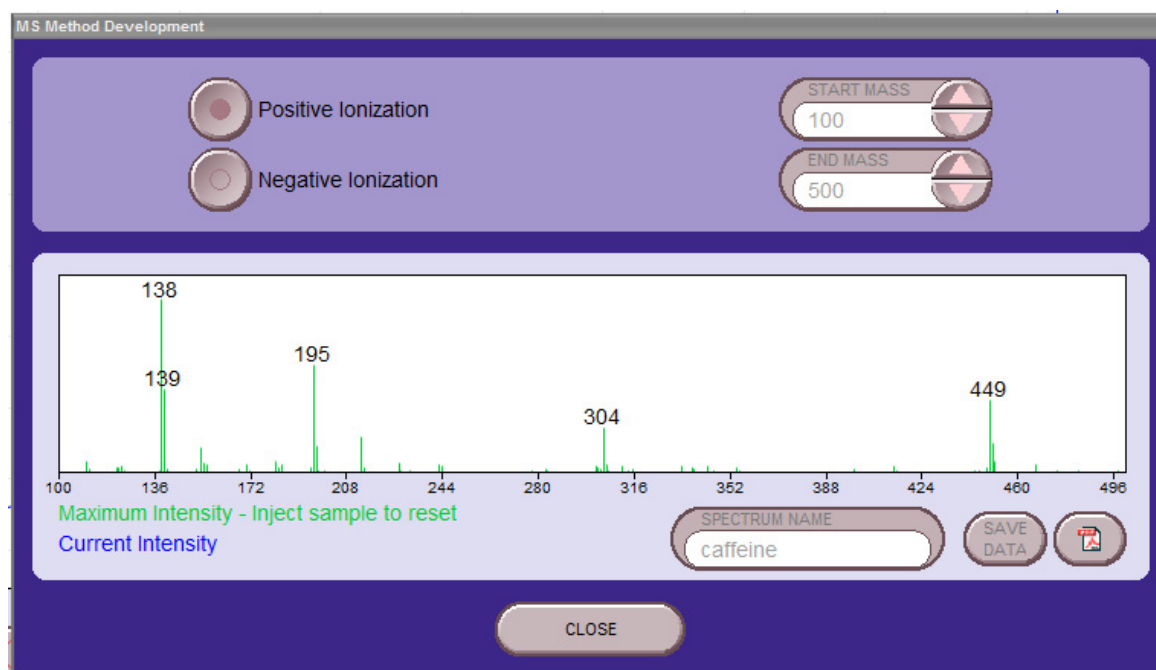 MS Method Development
Positive Ionization
START MASS
100
Negative Ionization
END MASS
500
138
139
195
304
449
100 136 172 208 244 280 316 352 388 424 460 496
Maximum Intensity - Inject sample to reset
Current Intensity
SPECTRUM NAME
caffeine
SAVE
DATA
CLOSE